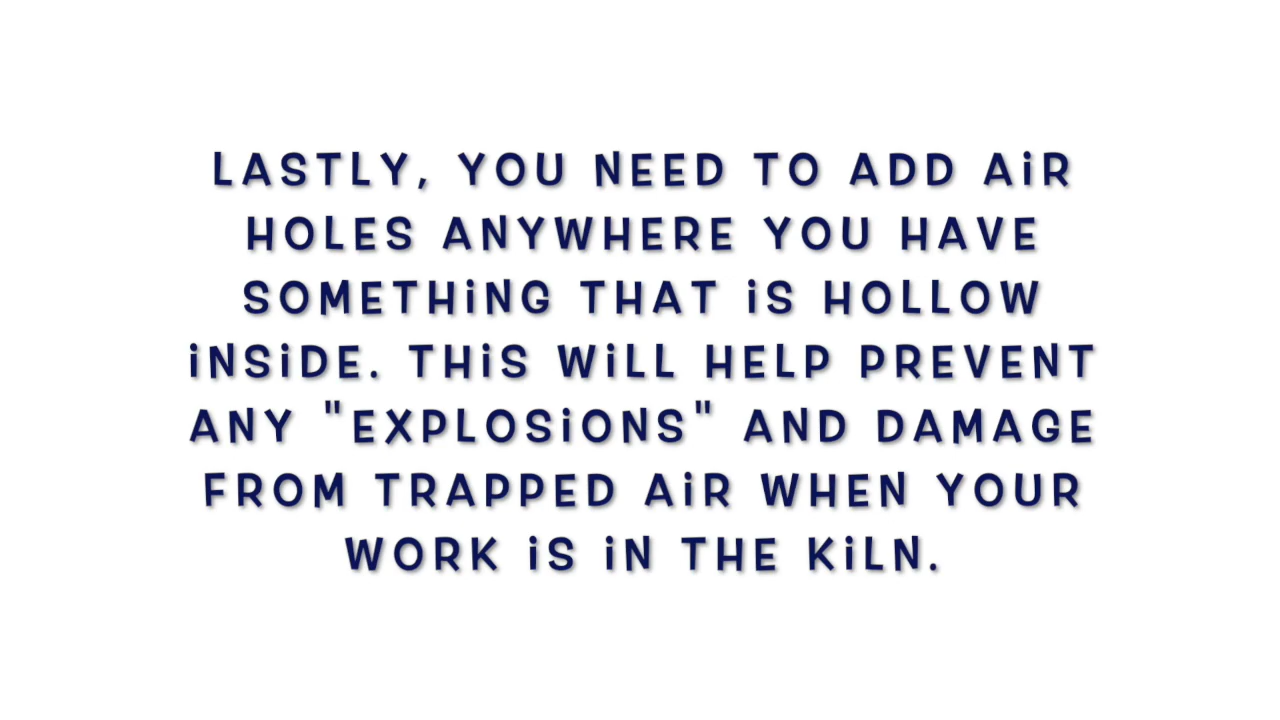 LASTLY, YOU NEED TO ADD AiR
HOLES ANYWHERE YOU HAVE
SOMETHiNG THAT iS HOLLOW
iNSiDE. THiS WiLL HELP PREVENT
ANY "EXPLOSiONS" AND DAMAGE
FROM TRAPPED AiR WHEN YOUR
WORK iS iN THE KiLN.